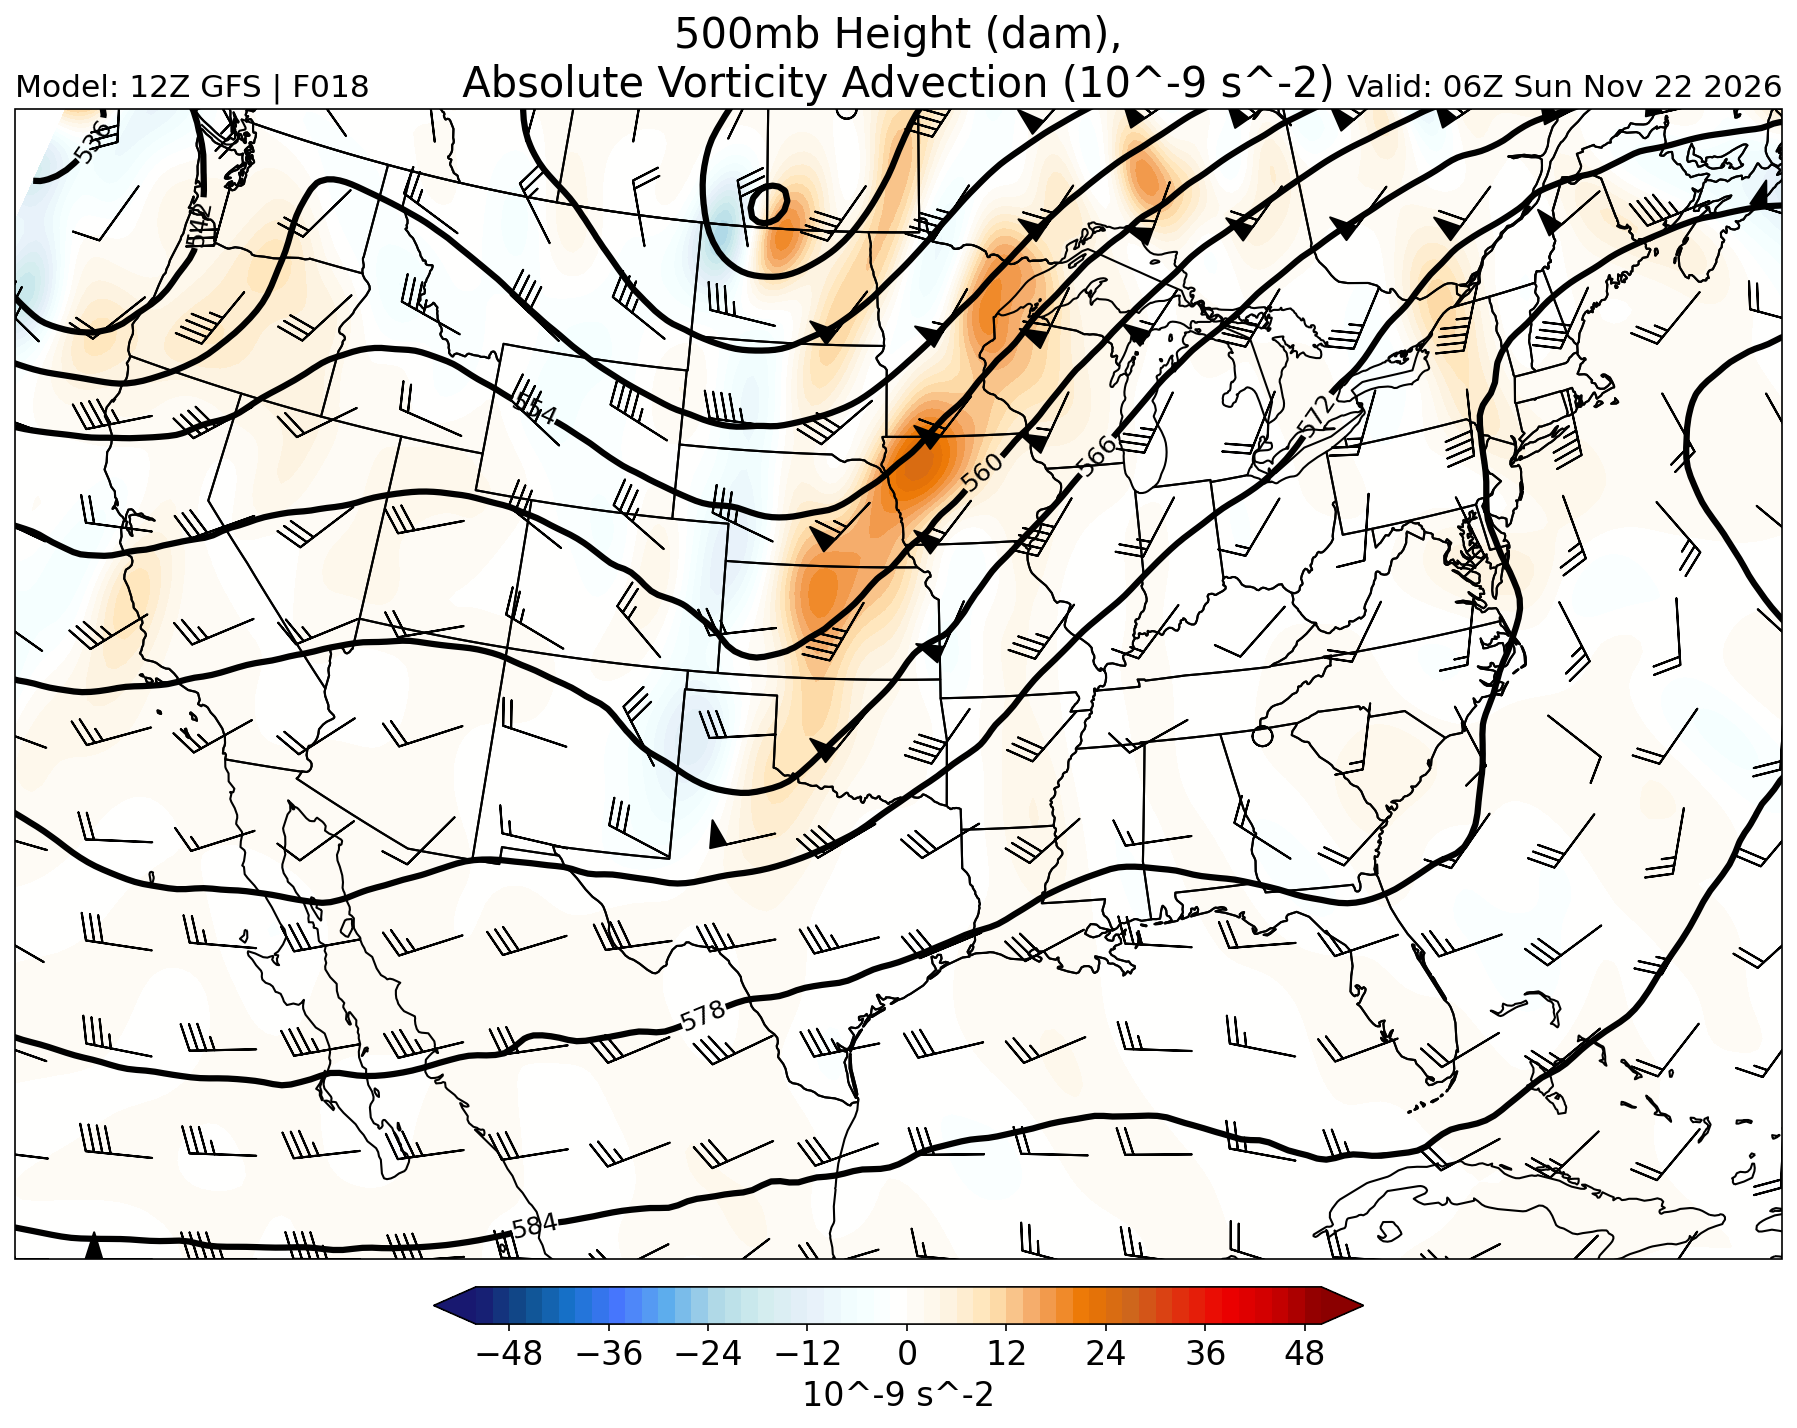 500mb Height (dam),
Model: 12Z GFS | F018
Absolute Vorticity Advection (10^-9 s^-2)
Valid: 06Z Sun Nov 22 2026
536
542
554
560
566
572
578
584
−48 −36 −24 −12 0 12 24 36 48
10^-9 s^-2